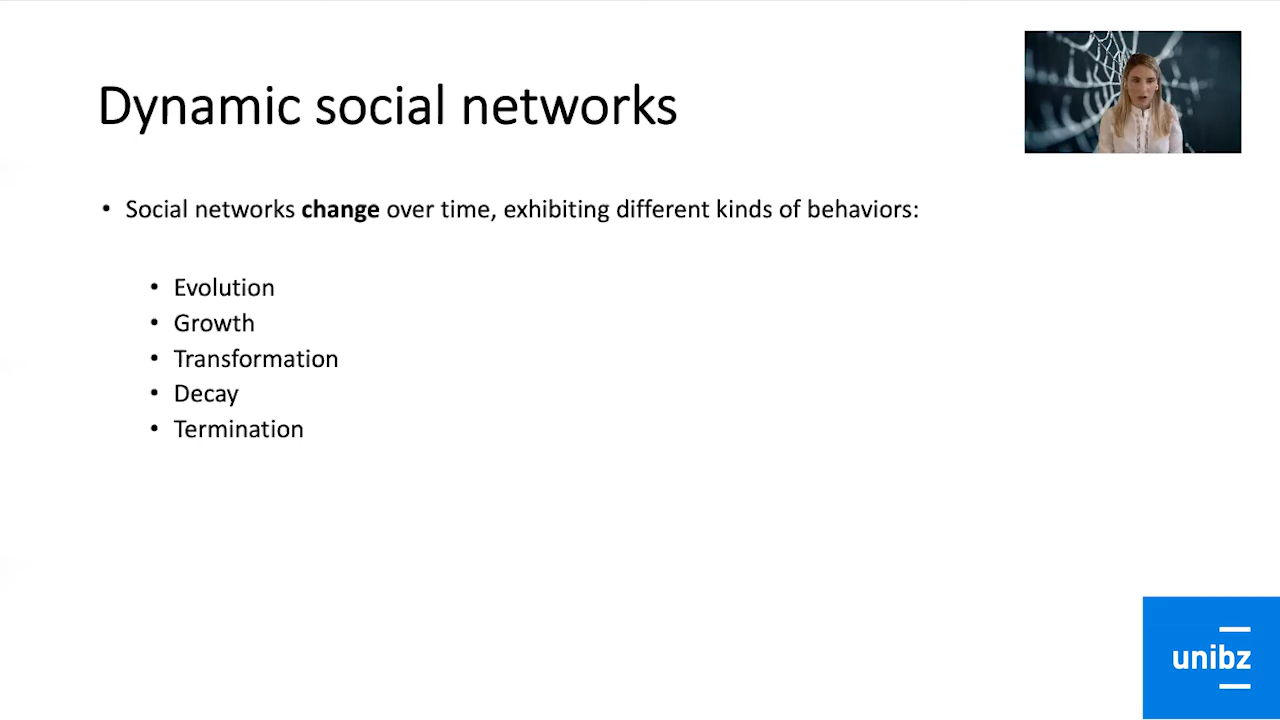 Dynamic social networks
• Social networks change over time, exhibiting different kinds of behaviors:
• Evolution
• Growth
• Transformation
• Decay
• Termination
unibz